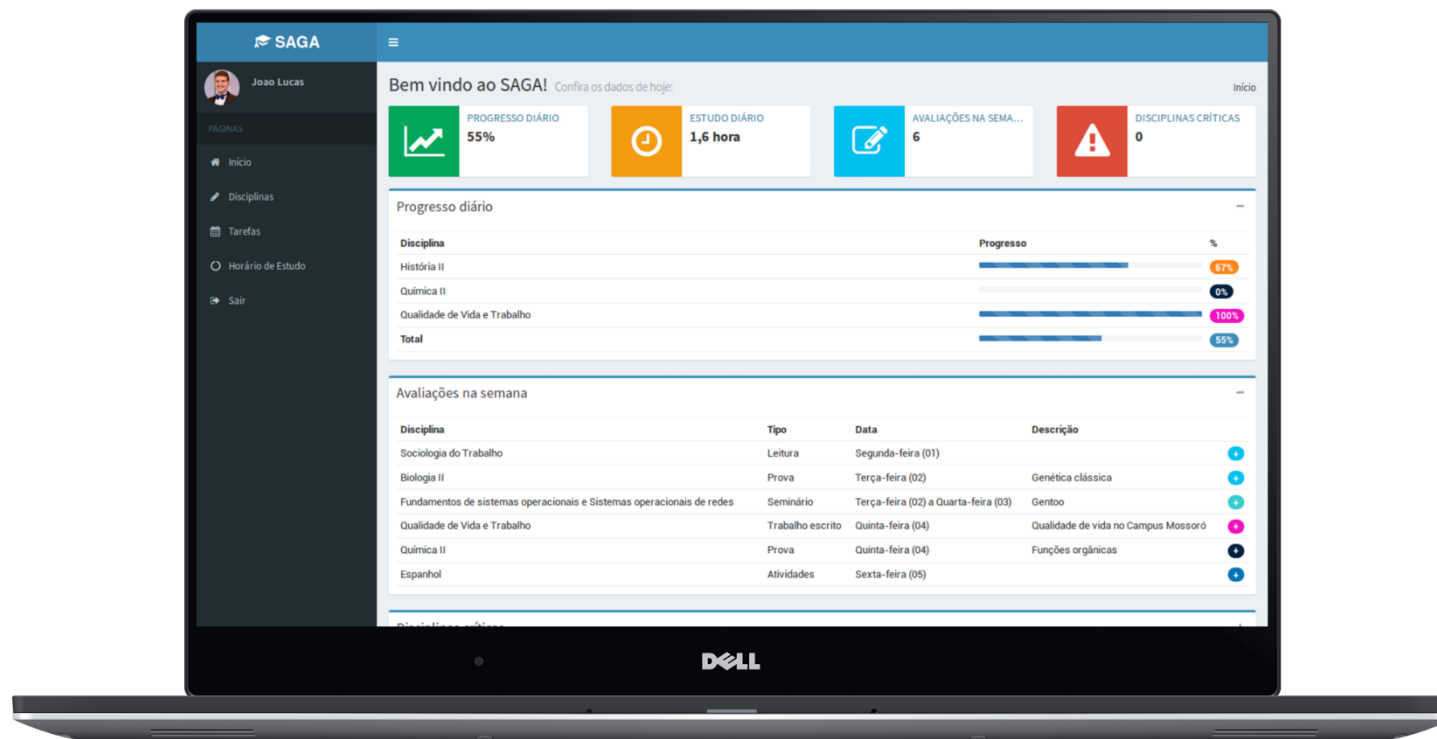 SAGA
Joao Lucas
PÁGINAS
Início
Disciplinas
Tarefas
Horário de Estudo
Sair
Bem vindo ao SAGA! Confira os dados de hoje:
Início
PROGRESSO DIÁRIO
55%
ESTUDO DIÁRIO
1,6 hora
AVALIAÇÕES NA SEMA...
6
DISCIPLINAS CRÍTICAS
0
Progresso diário
Disciplina Progresso %
História II 67%
Química II 0%
Qualidade de Vida e Trabalho 100%
Total 55%
Avaliações na semana
Disciplina Tipo Data Descrição
Sociologia do Trabalho Leitura Segunda-feira (01)
Biologia II Prova Terça-feira (02) Genética clássica
Fundamentos de sistemas operacionais e Sistemas operacionais de redes Seminário Terça-feira (02) a Quarta-feira (03) Gentoo
Qualidade de Vida e Trabalho Trabalho escrito Quinta-feira (04) Qualidade de vida no Campus Mossoró
Química II Prova Quinta-feira (04) Funções orgânicas
Espanhol Atividades Sexta-feira (05)
Disciplinas críticas
DELL